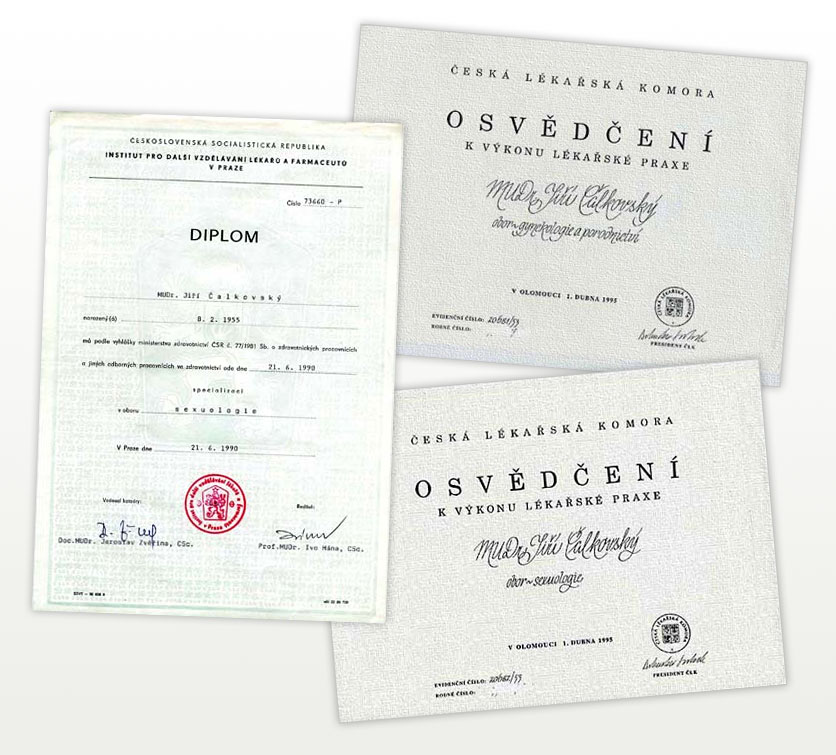 ČESKOSLOVENSKÁ SOCIALISTICKÁ REPUBLIKA
INSTITUT PRO DALŠÍ VZDĚLÁVÁNÍ LÉKAŘŮ A FARMACEUTŮ
V PRAZE
Číslo 73660 - P
DIPLOM
MUDr. Jiří Čalkovský
narozený(á) 8. 2. 1955
má podle vyhlášky ministerstva zdravotnictví ČSR č. 77/1981 Sb. o zdravotnických pracovnících
a jiných odborných pracovnících ve zdravotnictví ode dne 21. 6. 1990
specializaci
v oboru sexuologie
V Praze dne 21. 6. 1990
Vedoucí katedry: Ředitel:
Doc.MUDr. Jaroslav Zvěřina, CSc. Prof.MUDr. Ivo Hána, CSc.
ČESKÁ LÉKAŘSKÁ KOMORA
OSVĚDČENÍ
K VÝKONU LÉKAŘSKÉ PRAXE
MUDr. Jiří Čalkovský
obor gynekologie a porodnictví
V OLOMOUCI 1. DUBNA 1995
EVIDENČNÍ ČÍSLO:
RODNÉ ČÍSLO:
PRESIDENT ČLK
ČESKÁ LÉKAŘSKÁ KOMORA
OSVĚDČENÍ
K VÝKONU LÉKAŘSKÉ PRAXE
MUDr. Jiří Čalkovský
obor sexuologie
V OLOMOUCI 1. DUBNA 1995
EVIDENČNÍ ČÍSLO:
RODNÉ ČÍSLO:
PRESIDENT ČLK